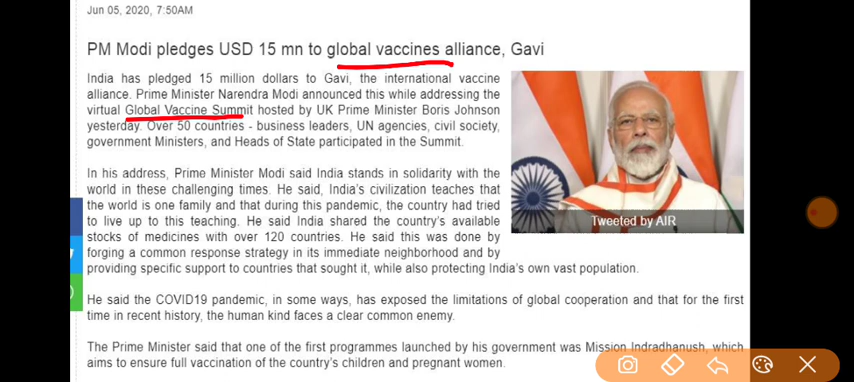 Jun 05, 2020, 7:50AM
PM Modi pledges USD 15 mn to global vaccines alliance, Gavi
India has pledged 15 million dollars to Gavi, the international vaccine
alliance. Prime Minister Narendra Modi announced this while addressing the
virtual Global Vaccine Summit hosted by UK Prime Minister Boris Johnson
yesterday. Over 50 countries - business leaders, UN agencies, civil society,
government Ministers, and Heads of State participated in the Summit.
Tweeted by AIR
In his address, Prime Minister Modi said India stands in solidarity with the
world in these challenging times. He said, India's civilization teaches that
the world is one family and that during this pandemic, the country had tried
to live up to this teaching. He said India shared the country's available
stocks of medicines with over 120 countries. He said this was done by
forging a common response strategy in its immediate neighborhood and by
providing specific support to countries that sought it, while also protecting India's own vast population.
He said the COVID19 pandemic, in some ways, has exposed the limitations of global cooperation and that for the first
time in recent history, the human kind faces a clear common enemy.
The Prime Minister said that one of the first programmes launched by his government was Mission Indradhanush, which
aims to ensure full vaccination of the country's children and pregnant women.